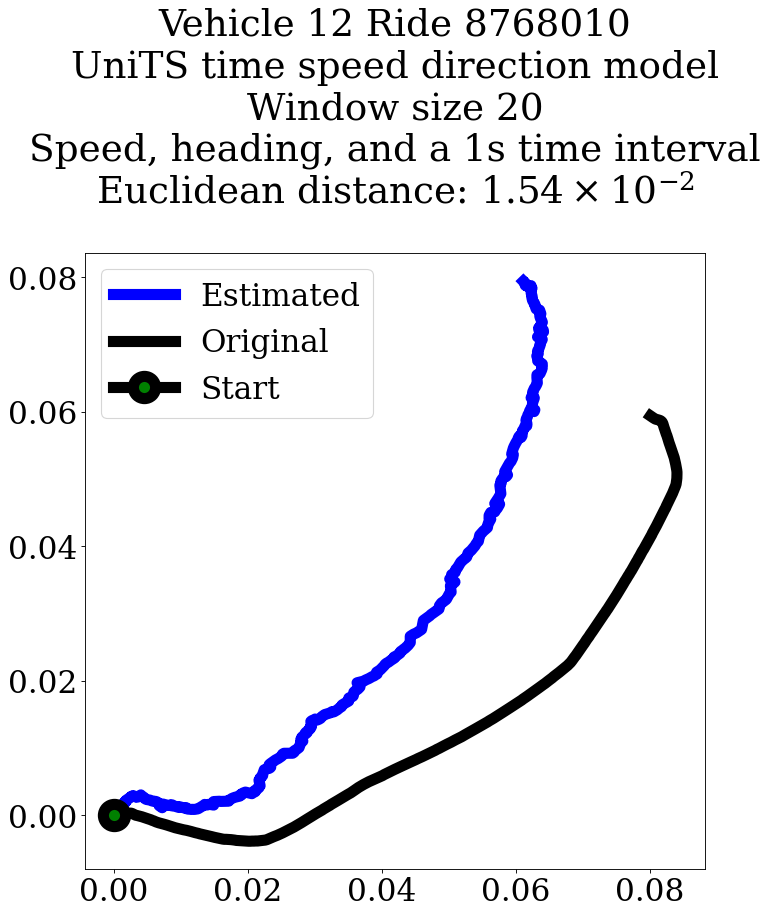 Vehicle 12 Ride 8768010
UniTS time speed direction model
Window size 20
Speed, heading, and a 1s time interval
Euclidean distance: 1.54 × 10⁻²
Estimated
Original
Start
0.08
0.06
0.04
0.02
0.00
0.00 0.02 0.04 0.06 0.08